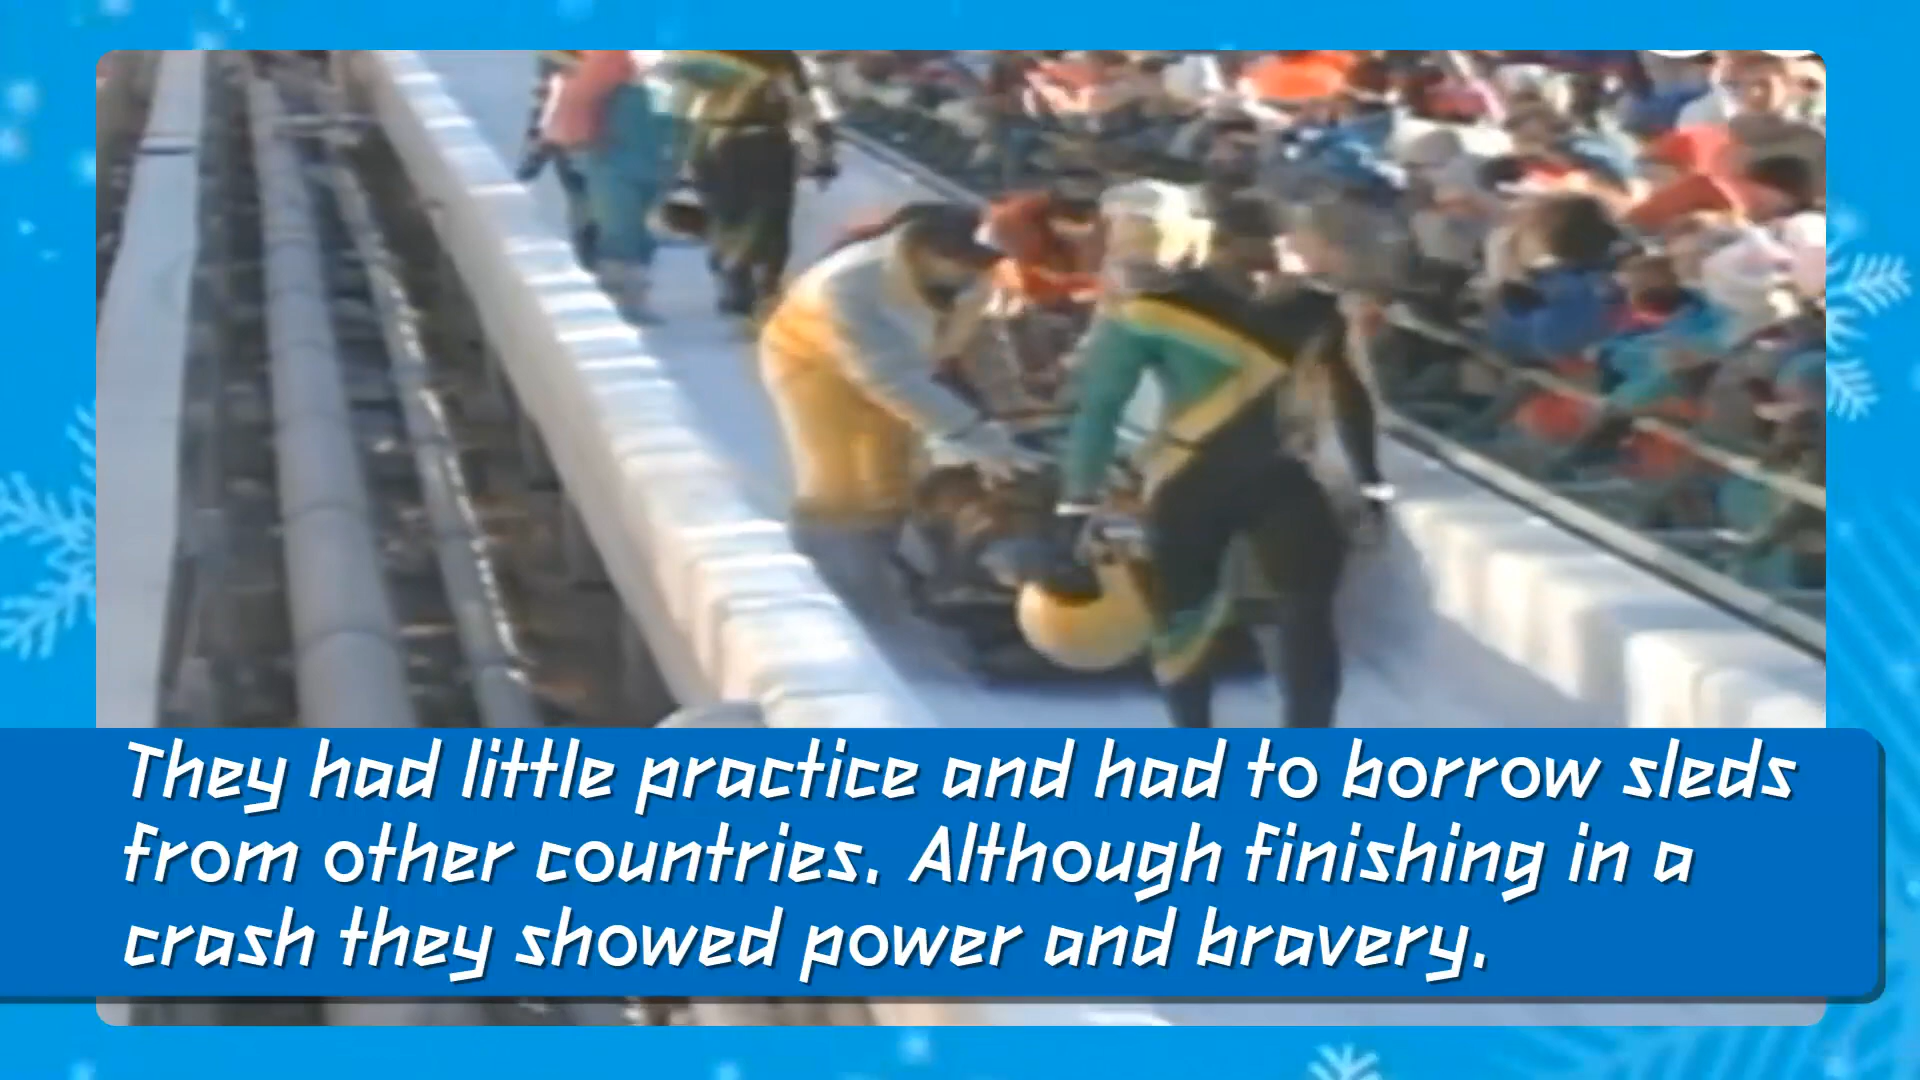 They had little practice and had to borrow sleds
from other countries. Although finishing in a
crash they showed power and bravery.